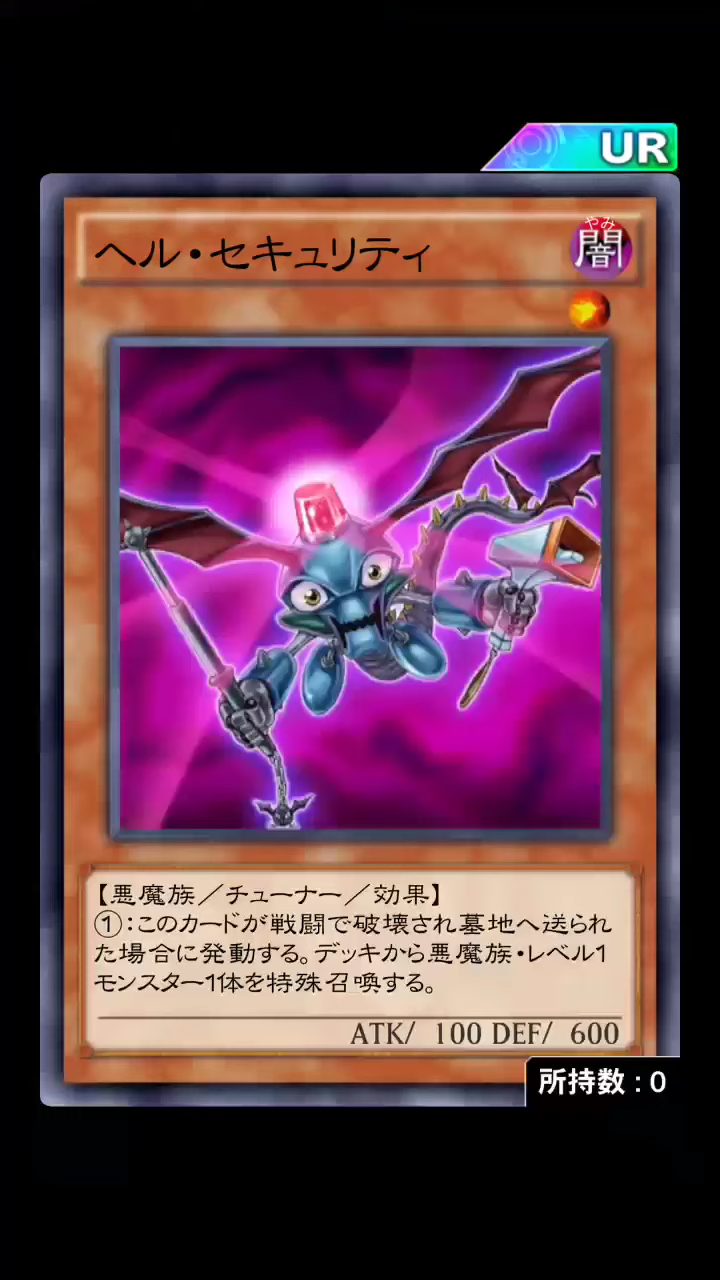 UR
ヘル・セキュリティ
やみ
闇
【悪魔族／チューナー／効果】
①：このカードが戦闘で破壊され墓地へ送られ
た場合に発動する。デッキから悪魔族・レベル1
モンスター1体を特殊召喚する。
ATK/ 100 DEF/ 600
所持数：0